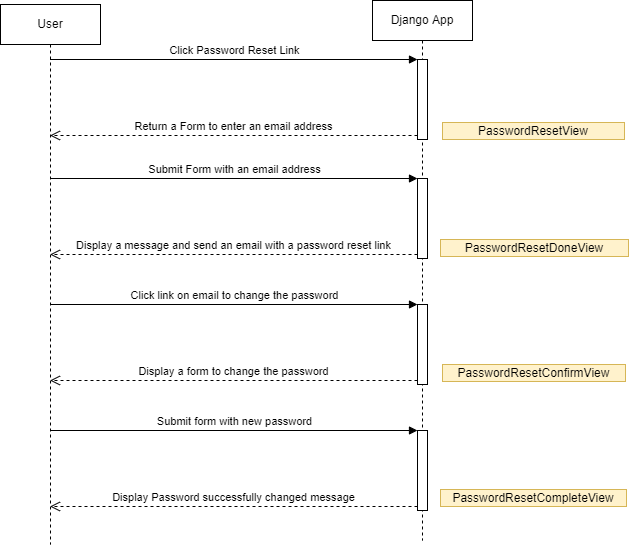 User
Django App
Click Password Reset Link
Return a Form to enter an email address
PasswordResetView
Submit Form with an email address
Display a message and send an email with a password reset link
PasswordResetDoneView
Click link on email to change the password
Display a form to change the password
PasswordResetConfirmView
Submit form with new password
Display Password successfully changed message
PasswordResetCompleteView